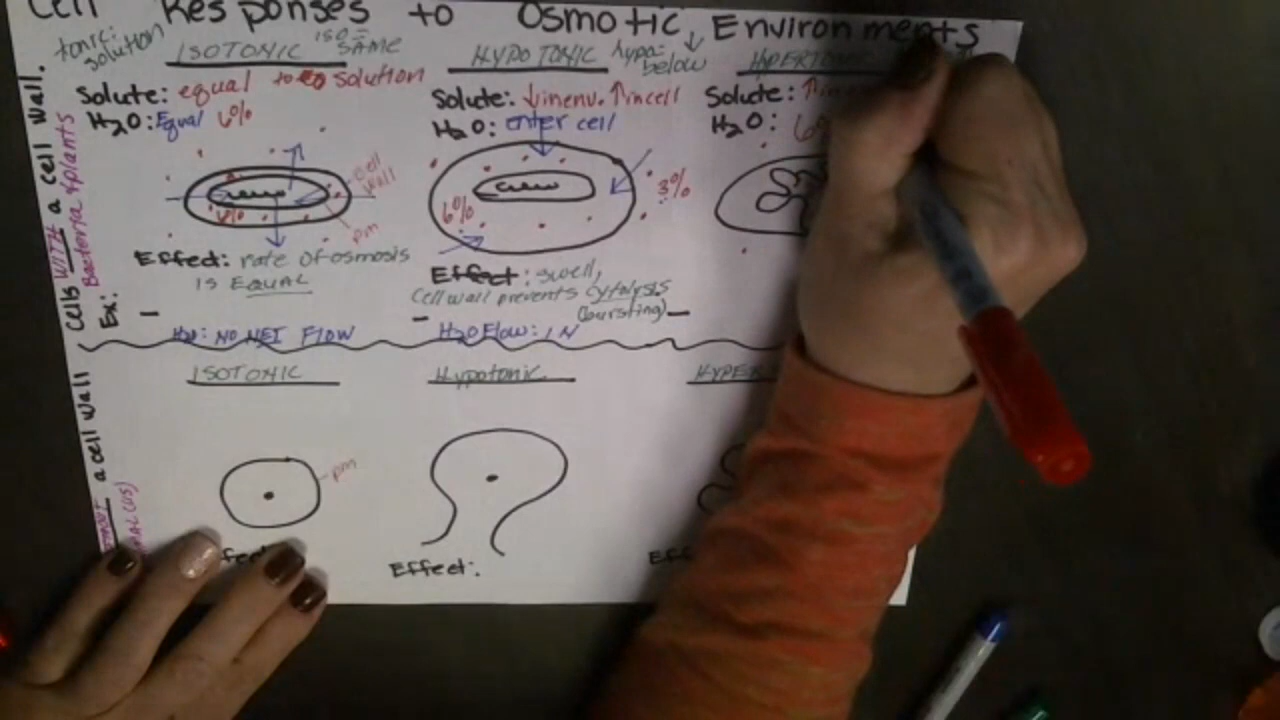 Cell Responses to Osmotic Environments
tonic: solution
ISOTONIC iso = SAME
HYPOTONIC hypo- below
Solute: equal to solution
H2O: Equal 6%
cell wall
6%
pm
Effect: rate of osmosis
IS EQUAL
H2O: NO NET FLOW
Solute: ↓ in env. ↑ in cell
H2O: enter cell
6%
3%
Effect: swell,
Cell wall prevents cytolysis
(bursting)
H2O Flow: IN
Solute: ↑
H2O:
cells WITH a cell wall.
Bacteria & plants
Ex:
a cell wall
ISOTONIC
Hypotonic
pm
Effect: